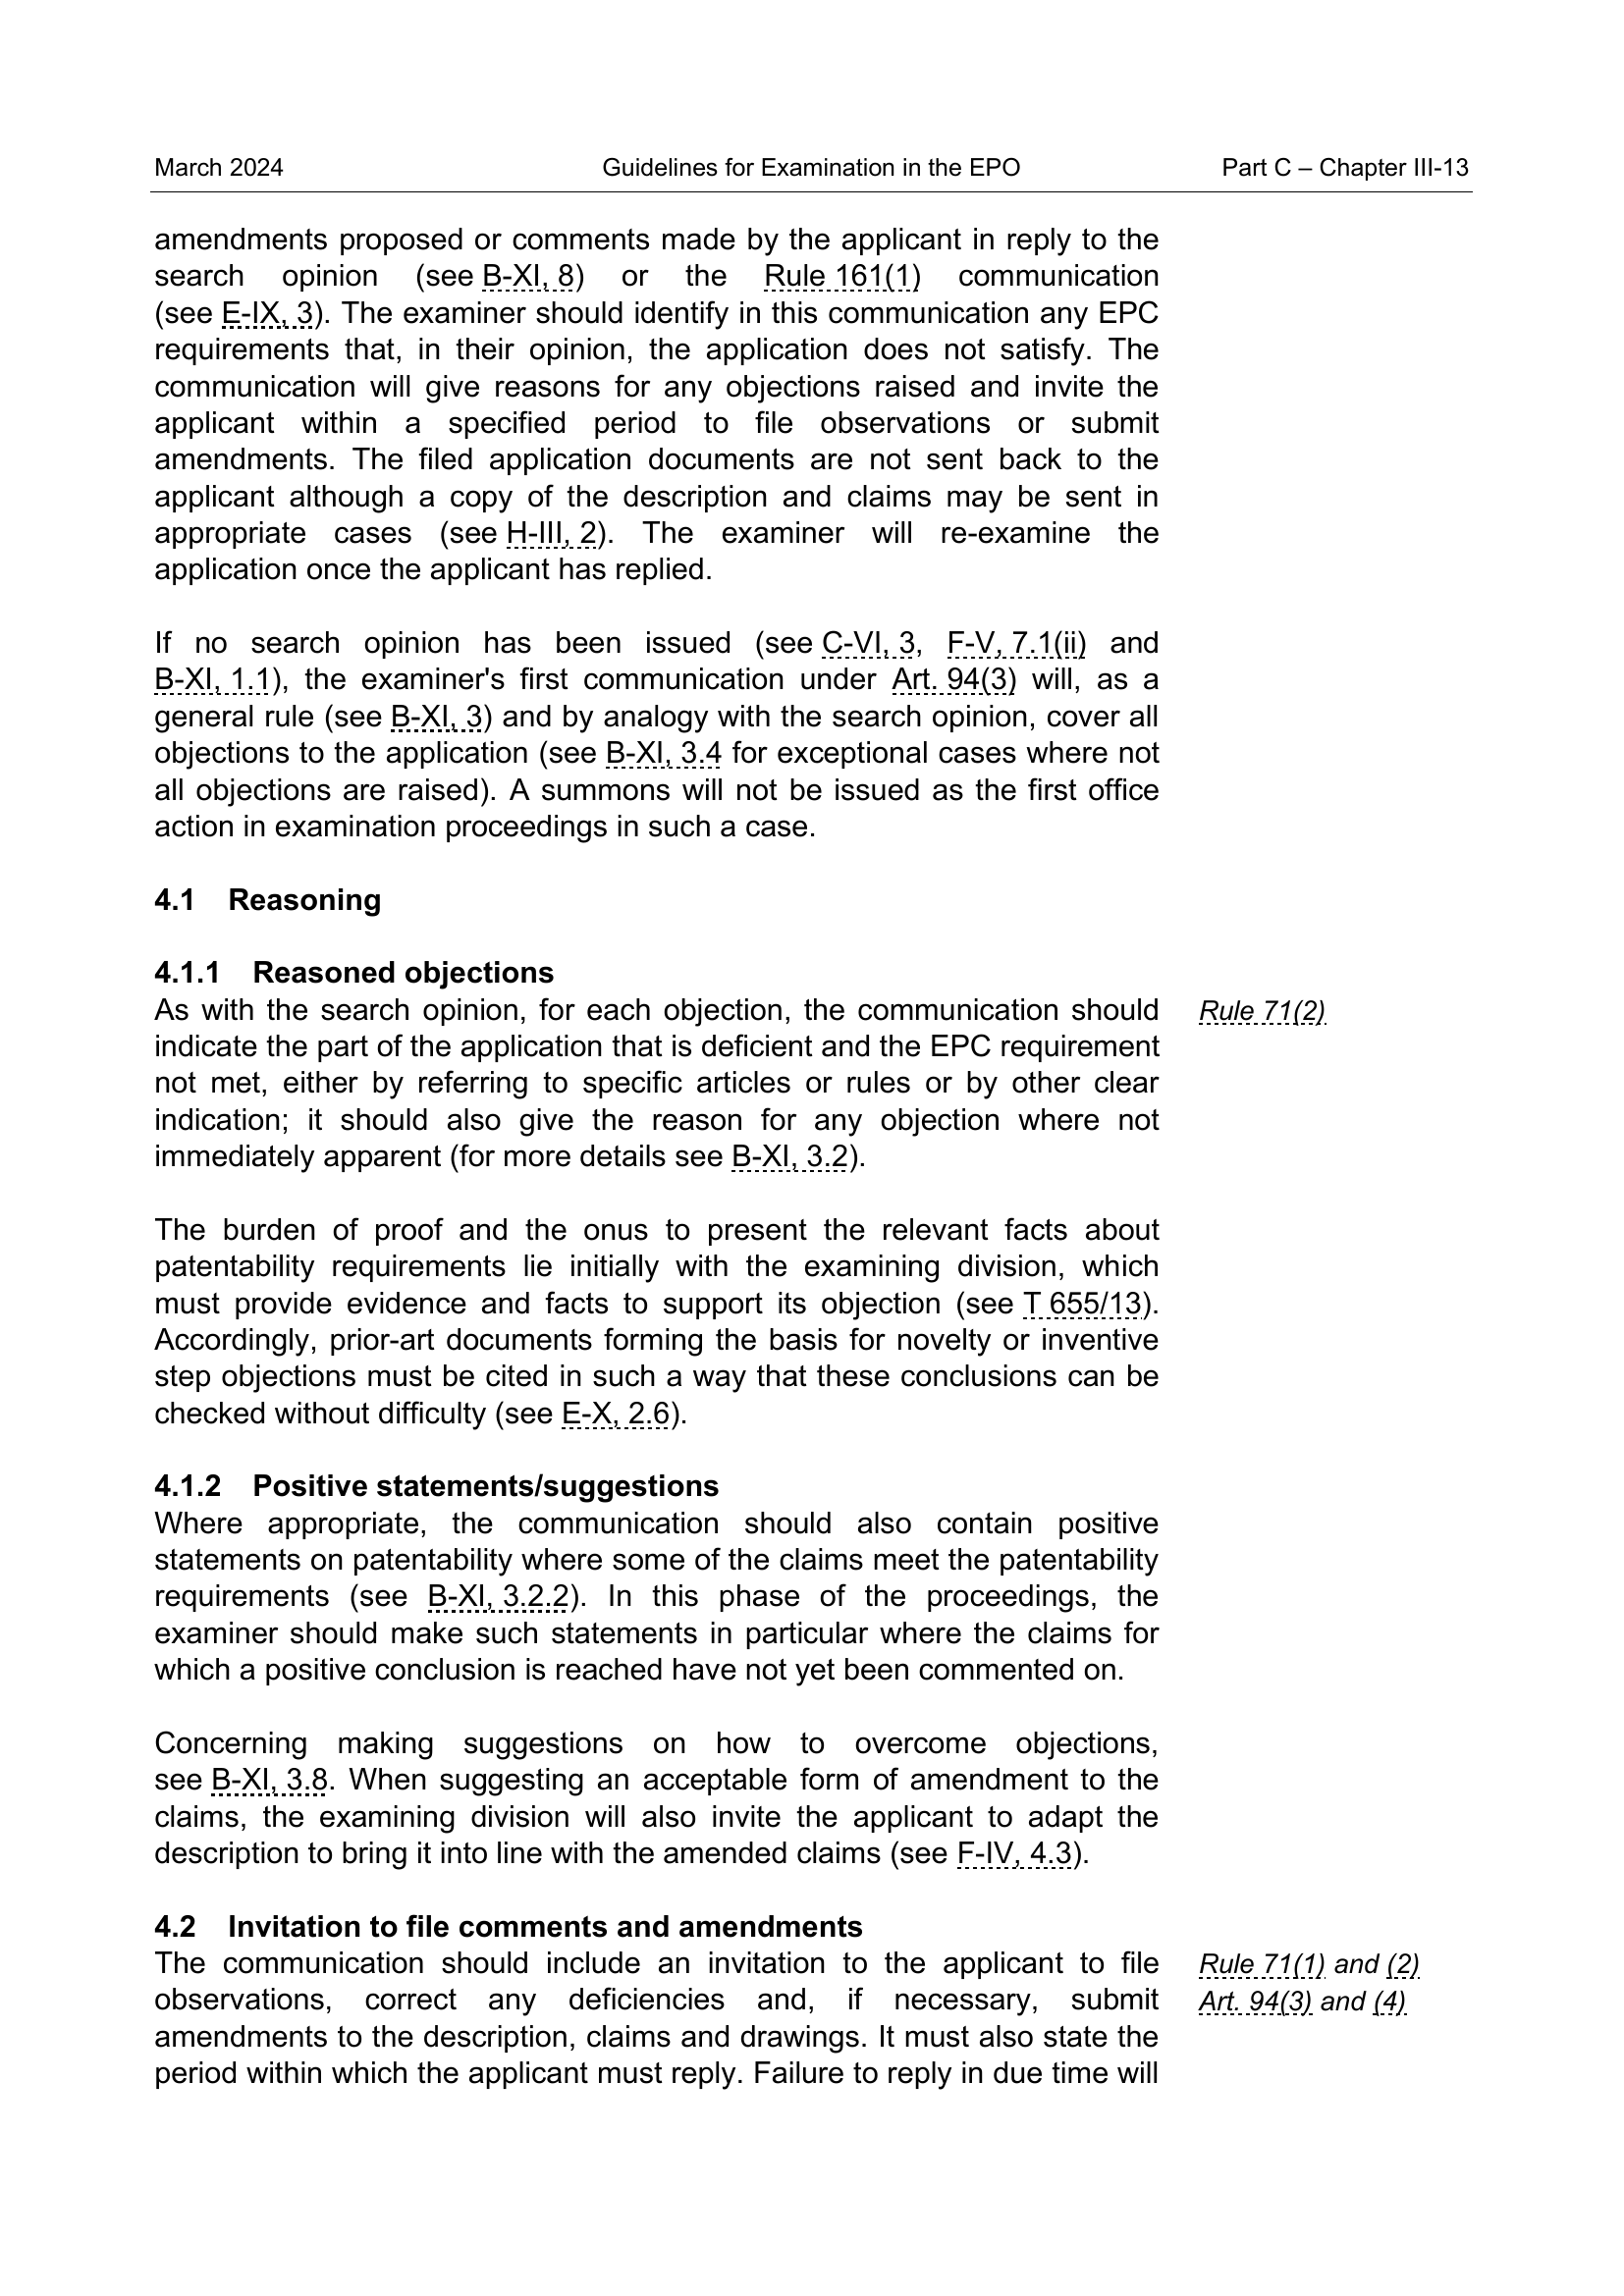 March 2024 Guidelines for Examination in the EPO Part C – Chapter III-13
amendments proposed or comments made by the applicant in reply to the
search opinion (see B-XI, 8) or the Rule 161(1) communication
(see E-IX, 3). The examiner should identify in this communication any EPC
requirements that, in their opinion, the application does not satisfy. The
communication will give reasons for any objections raised and invite the
applicant within a specified period to file observations or submit
amendments. The filed application documents are not sent back to the
applicant although a copy of the description and claims may be sent in
appropriate cases (see H-III, 2). The examiner will re-examine the
application once the applicant has replied.
If no search opinion has been issued (see C-VI, 3, F-V, 7.1(ii) and
B-XI, 1.1), the examiner's first communication under Art. 94(3) will, as a
general rule (see B-XI, 3) and by analogy with the search opinion, cover all
objections to the application (see B-XI, 3.4 for exceptional cases where not
all objections are raised). A summons will not be issued as the first office
action in examination proceedings in such a case.
4.1 Reasoning
4.1.1 Reasoned objections
As with the search opinion, for each objection, the communication should Rule 71(2)
indicate the part of the application that is deficient and the EPC requirement
not met, either by referring to specific articles or rules or by other clear
indication; it should also give the reason for any objection where not
immediately apparent (for more details see B-XI, 3.2).
The burden of proof and the onus to present the relevant facts about
patentability requirements lie initially with the examining division, which
must provide evidence and facts to support its objection (see T 655/13).
Accordingly, prior-art documents forming the basis for novelty or inventive
step objections must be cited in such a way that these conclusions can be
checked without difficulty (see E-X, 2.6).
4.1.2 Positive statements/suggestions
Where appropriate, the communication should also contain positive
statements on patentability where some of the claims meet the patentability
requirements (see B-XI, 3.2.2). In this phase of the proceedings, the
examiner should make such statements in particular where the claims for
which a positive conclusion is reached have not yet been commented on.
Concerning making suggestions on how to overcome objections,
see B-XI, 3.8. When suggesting an acceptable form of amendment to the
claims, the examining division will also invite the applicant to adapt the
description to bring it into line with the amended claims (see F-IV, 4.3).
4.2 Invitation to file comments and amendments
The communication should include an invitation to the applicant to file Rule 71(1) and (2)
observations, correct any deficiencies and, if necessary, submit Art. 94(3) and (4)
amendments to the description, claims and drawings. It must also state the
period within which the applicant must reply. Failure to reply in due time will